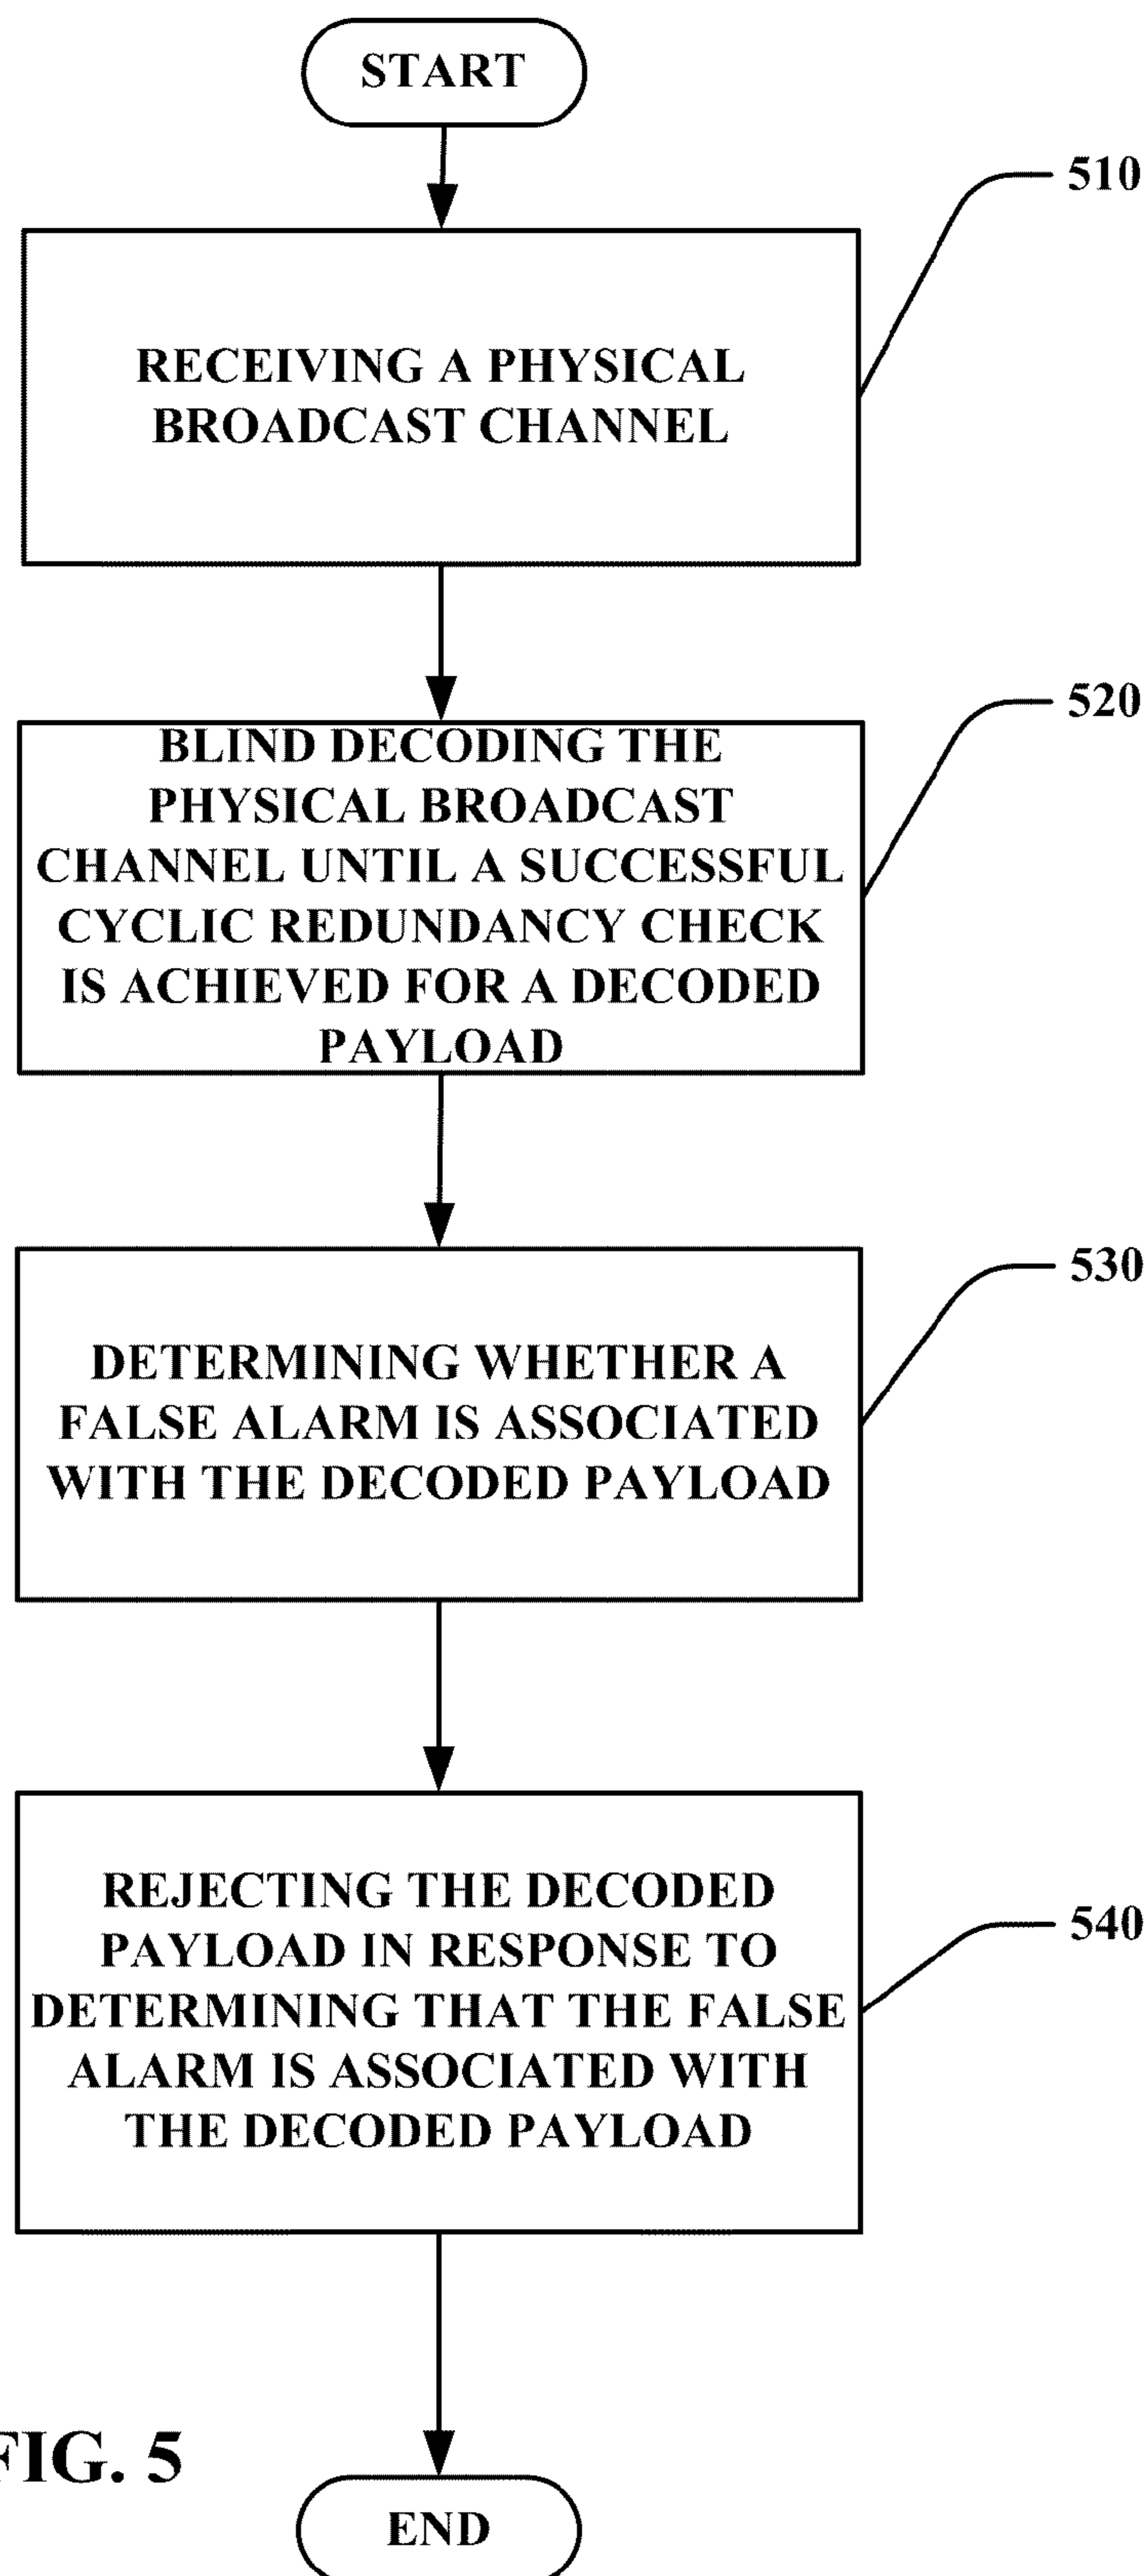 START
510
RECEIVING A PHYSICAL
BROADCAST CHANNEL
520
BLIND DECODING THE
PHYSICAL BROADCAST
CHANNEL UNTIL A SUCCESSFUL
CYCLIC REDUNDANCY CHECK
IS ACHIEVED FOR A DECODED
PAYLOAD
530
DETERMINING WHETHER A
FALSE ALARM IS ASSOCIATED
WITH THE DECODED PAYLOAD
540
REJECTING THE DECODED
PAYLOAD IN RESPONSE TO
DETERMINING THAT THE FALSE
ALARM IS ASSOCIATED WITH
THE DECODED PAYLOAD
FIG. 5
END